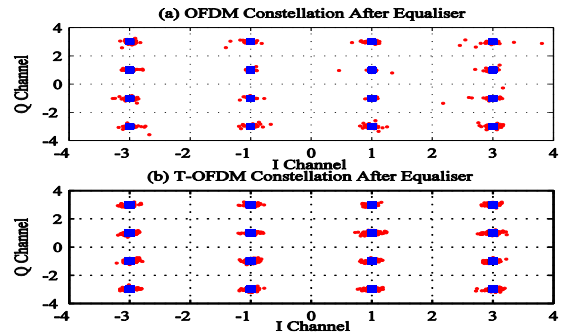 (a) OFDM Constellation After Equaliser
4
2
0
-2
-4
Q Channel
-4 -3 -2 -1 0 1 2 3 4
I Channel
(b) T-OFDM Constellation After Equaliser
4
2
0
-2
-4
Q Channel
-4 -3 -2 -1 0 1 2 3 4
I Channel